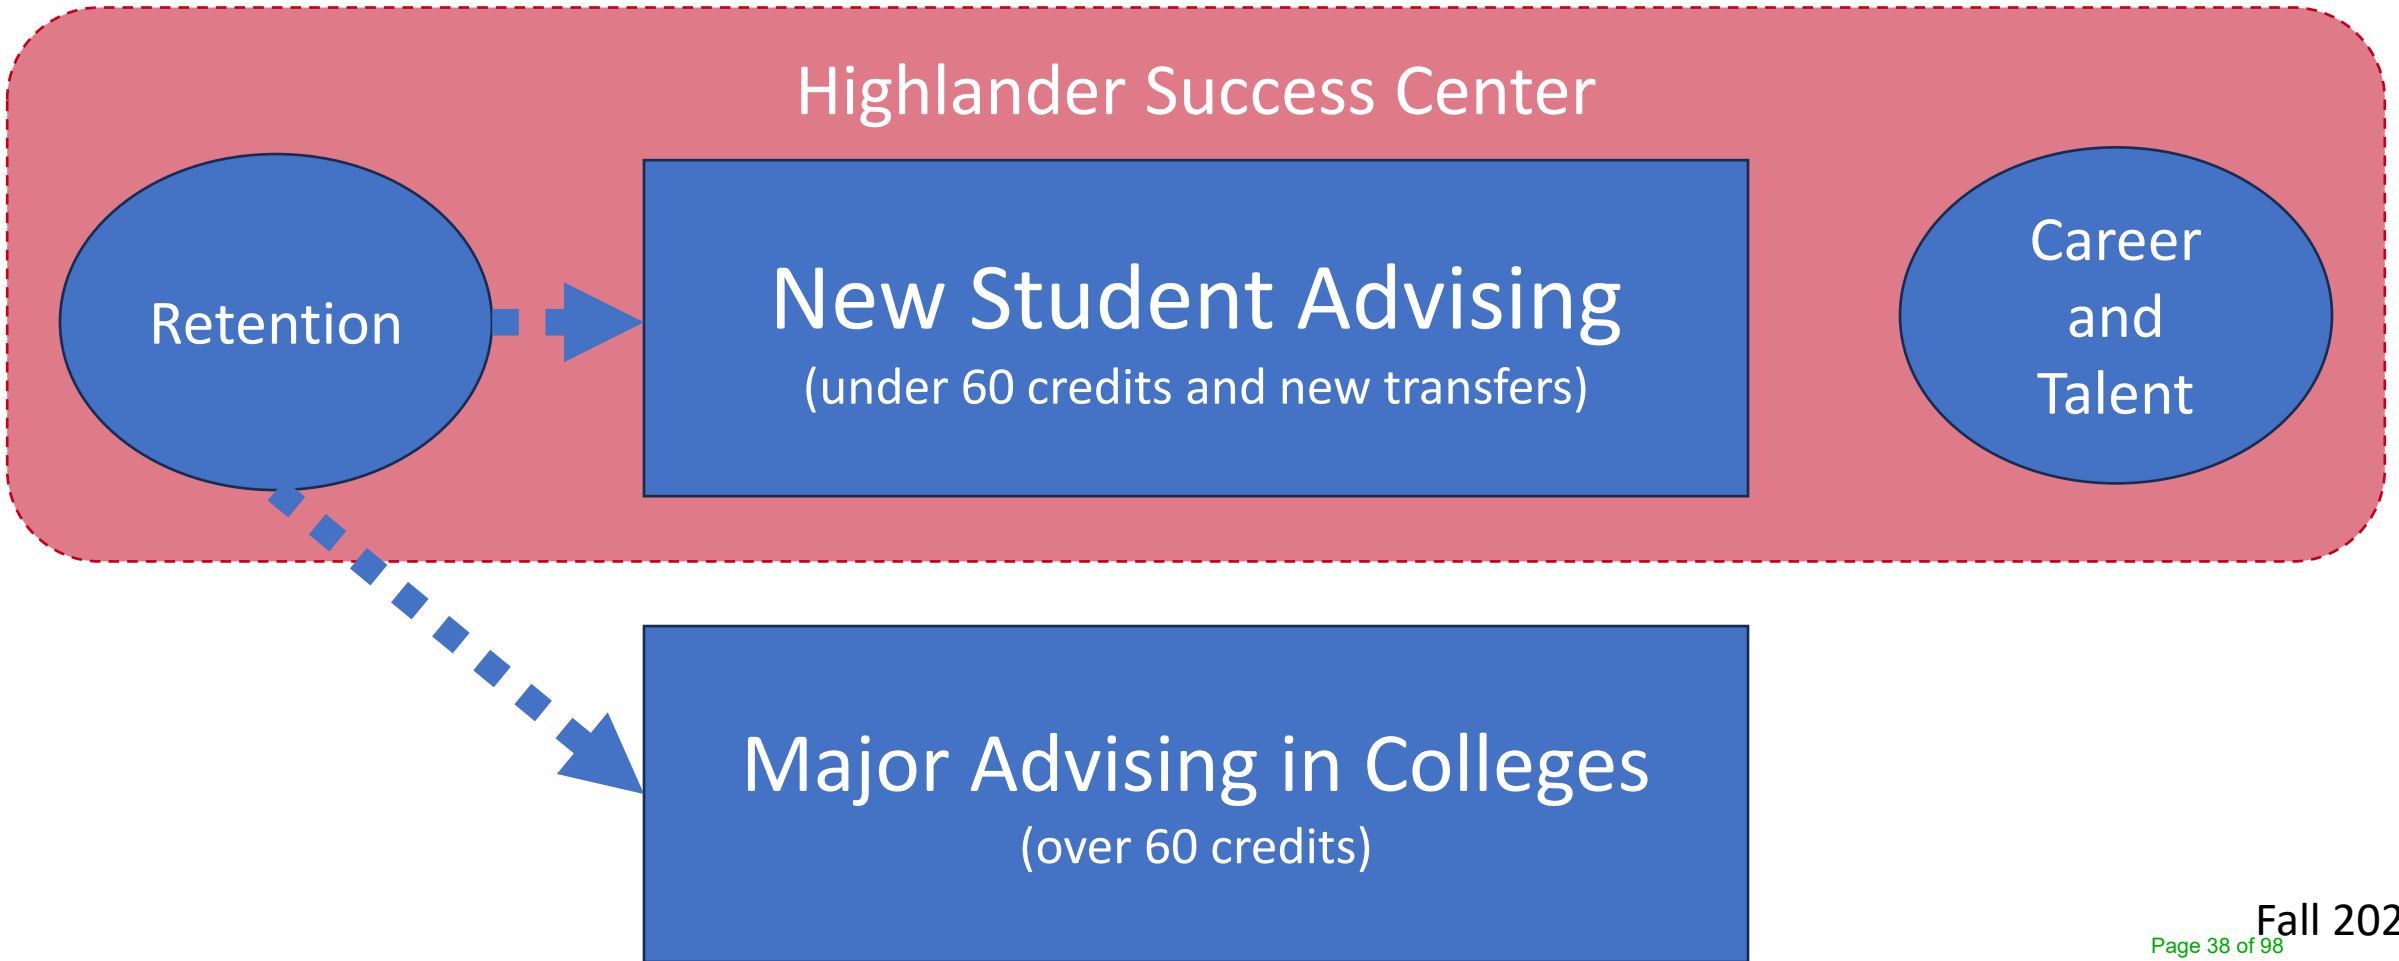 Highlander Success Center
Retention
New Student Advising
(under 60 credits and new transfers)
Career
and
Talent
Major Advising in Colleges
(over 60 credits)
Fall 202
Page 38 of 98